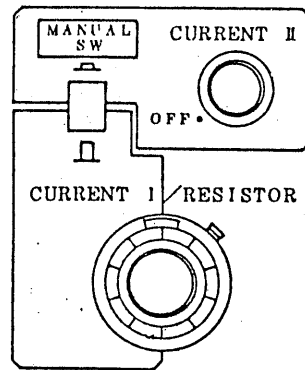 MANUAL
SW
CURRENT II
OFF
CURRENT I
RESISTOR